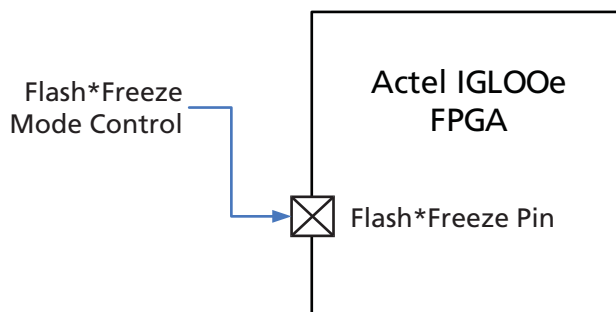 Actel IGLOOe
FPGA
Flash*Freeze
Mode Control
Flash*Freeze Pin